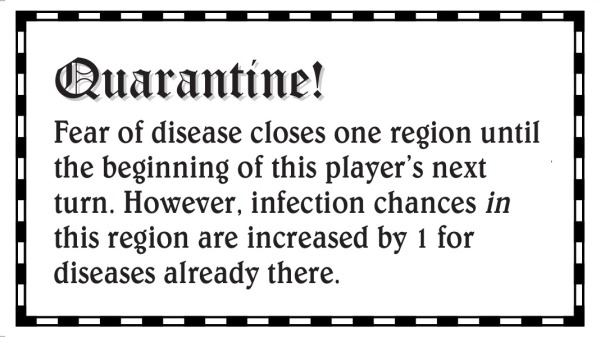 Quarantine!
Fear of disease closes one region until
the beginning of this player's next
turn. However, infection chances in
this region are increased by 1 for
diseases already there.